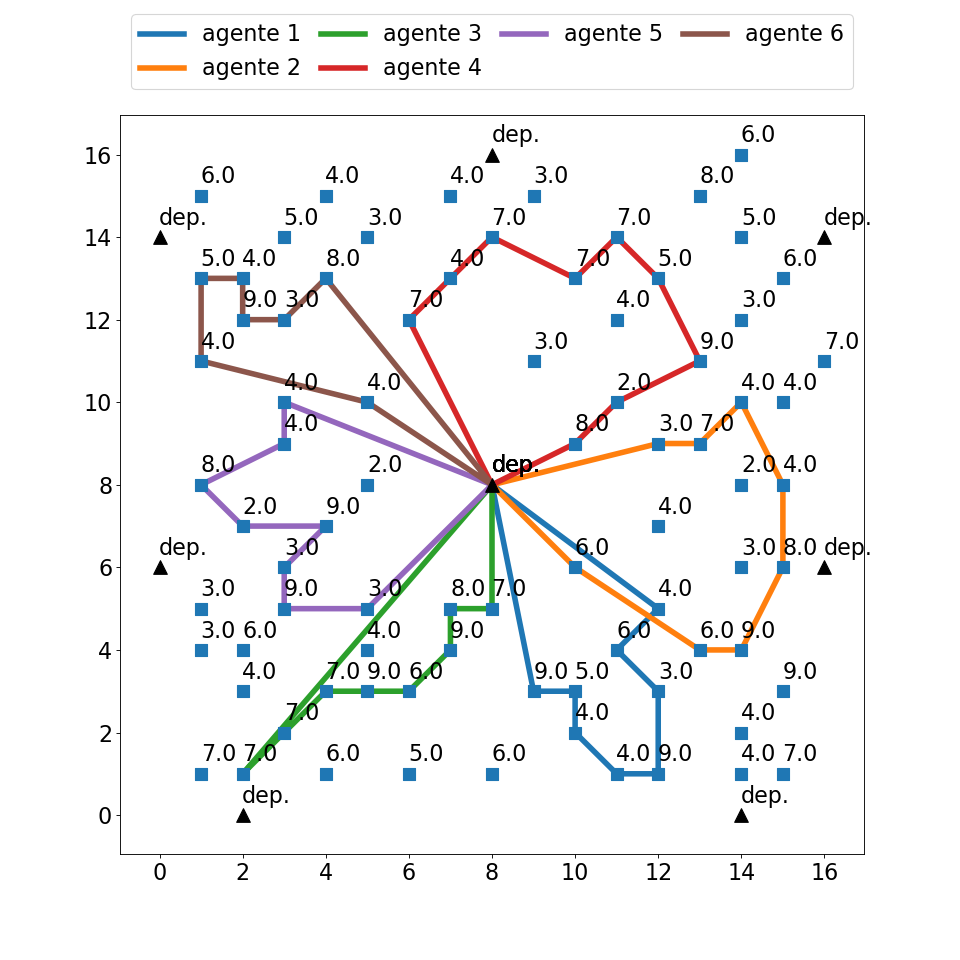 agente 1 agente 3 agente 5 agente 6
agente 2 agente 4
dep. 6.0
16
6.0 4.0 4.0 3.0 8.0
dep. 5.0 3.0 7.0 7.0 5.0 dep.
14
5.0 4.0 8.0 4.0 7.0 5.0 6.0
9.0 3.0 7.0 4.0 3.0
12
4.0 3.0 9.0 7.0
4.0 4.0 2.0 4.0 4.0
10
4.0 8.0 3.0 7.0
8.0 2.0 dep. 2.0 4.0
8
2.0 9.0 4.0
dep. 3.0 6.0 3.0 8.0 dep.
6
3.0 9.0 3.0 8.0 7.0 4.0
3.0 6.0 4.0 9.0 6.0 6.0 9.0
4
4.0 7.0 9.0 6.0 9.0 5.0 3.0 9.0
7.0 4.0 4.0
2
7.0 7.0 6.0 5.0 6.0 4.0 9.0 4.0 7.0
dep. dep.
0
0 2 4 6 8 10 12 14 16